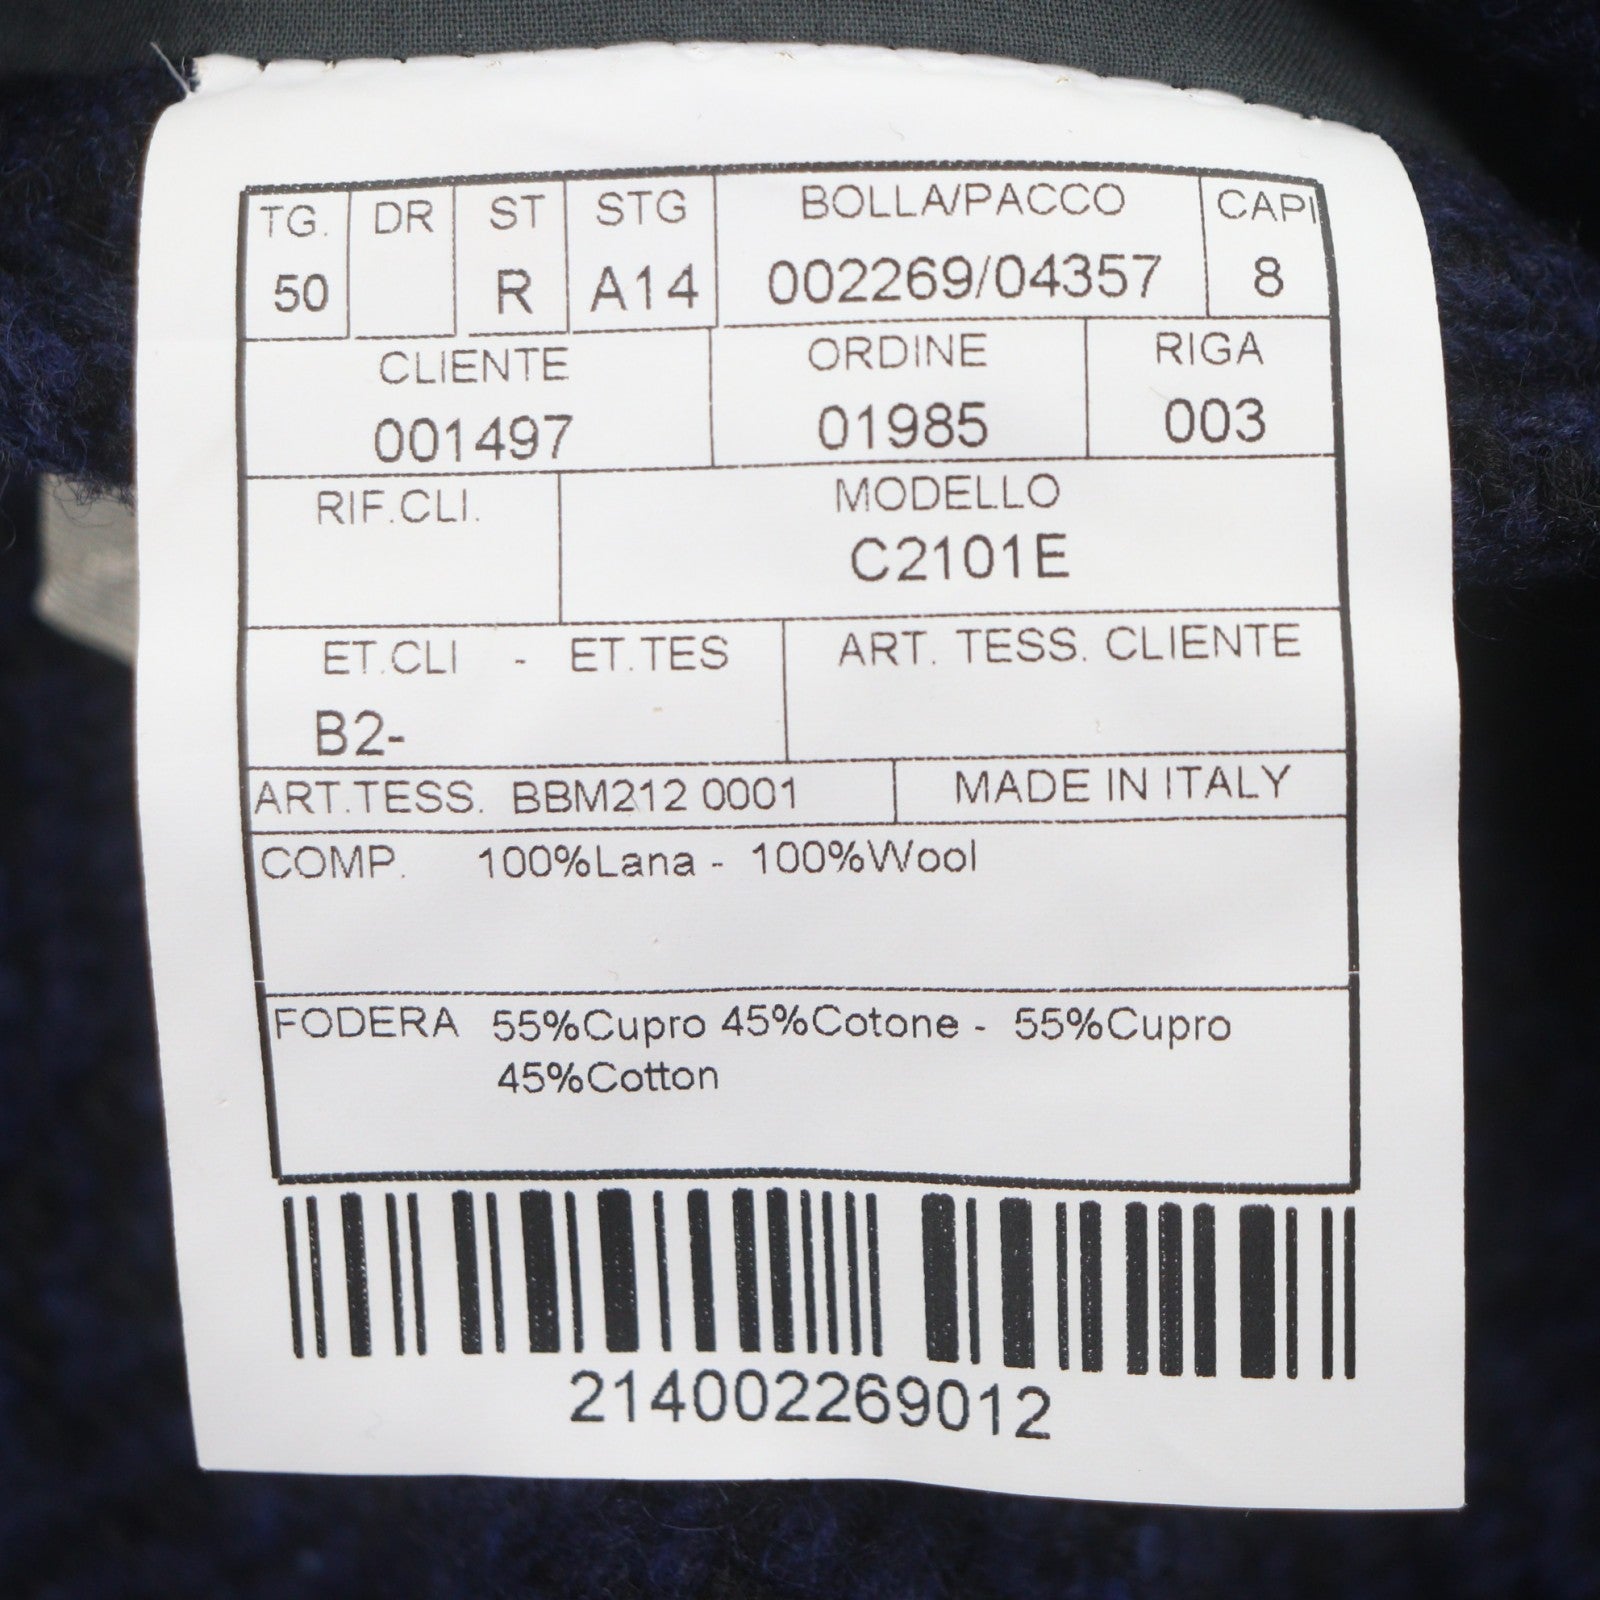 TG. DR ST STG BOLLA/PACCO CAPI
50 R A14 002269/04357 8
CLIENTE ORDINE RIGA
001497 01985 003
RIF.CLI. MODELLO
C2101E
ET.CLI - ET.TES ART. TESS. CLIENTE
B2-
ART.TESS. BBM212 0001 MADE IN ITALY
COMP. 100%Lana - 100%Wool
FODERA 55%Cupro 45%Cotone - 55%Cupro
45%Cotton
214002269012